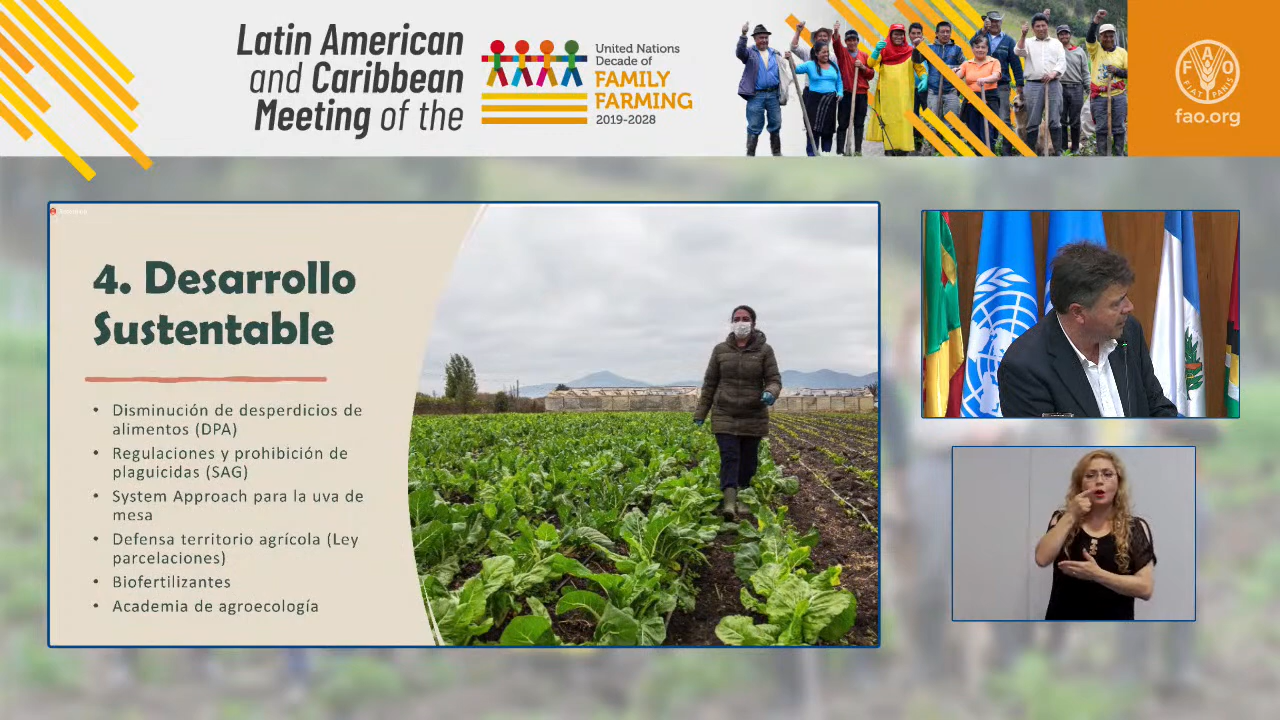 Latin American
and Caribbean
Meeting of the
United Nations
Decade of
FAMILY
FARMING
2019-2028
F A O
FIAT PANIS
fao.org
4. Desarrollo
Sustentable
• Disminución de desperdicios de
alimentos (DPA)
• Regulaciones y prohibición de
plaguicidas (SAG)
• System Approach para la uva de
mesa
• Defensa territorio agrícola (Ley
parcelaciones)
• Biofertilizantes
• Academia de agroecología